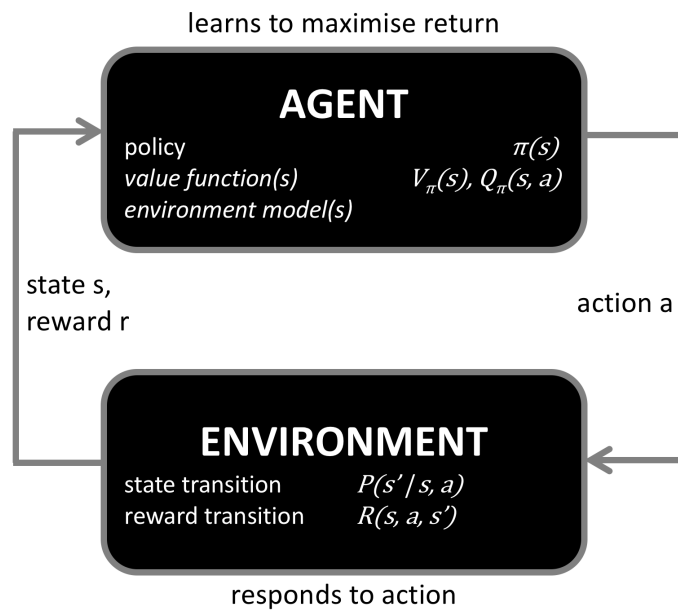 learns to maximise return
AGENT
policy π(s)
value function(s) Vπ(s), Qπ(s, a)
environment model(s)
state s,
reward r
action a
ENVIRONMENT
state transition P(s’ | s, a)
reward transition R(s, a, s’)
responds to action